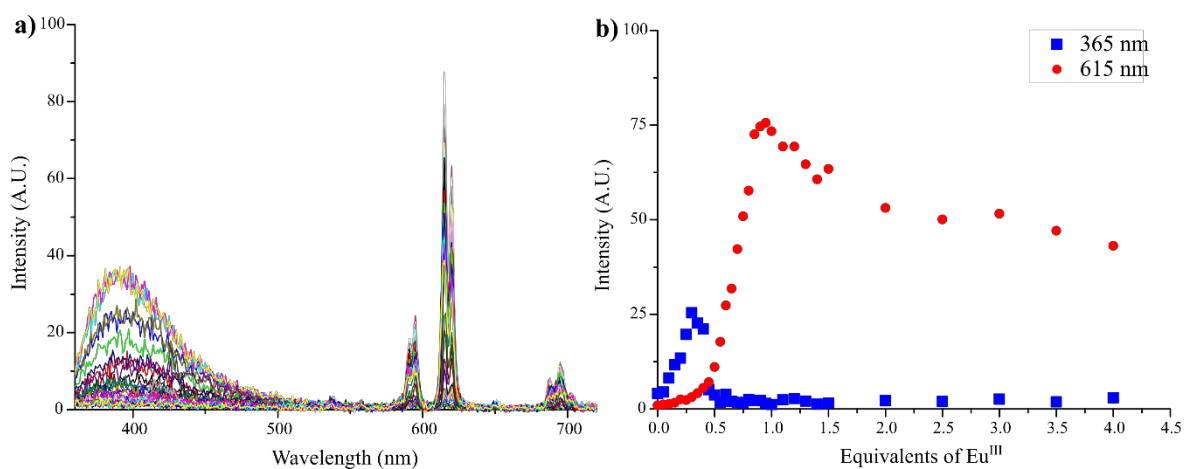 a)
100
80
60
40
20
0
Intensity (A.U.)
400 500 600 700
Wavelength (nm)
b)
365 nm
615 nm
100
75
50
25
0
Intensity (A.U.)
0.0 0.5 1.0 1.5 2.0 2.5 3.0 3.5 4.0 4.5
Equivalents of Eu^III